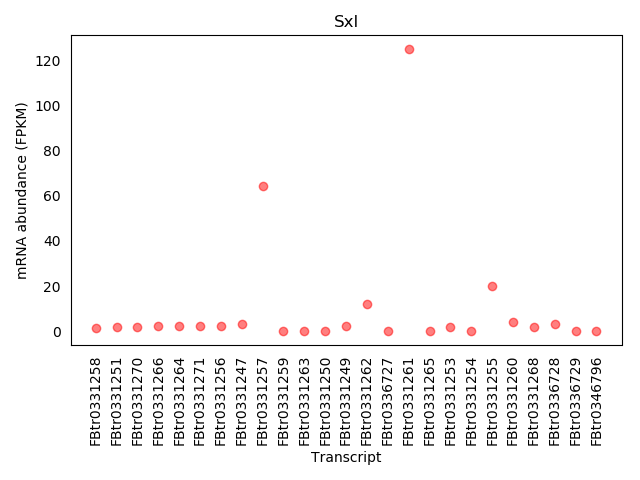 Sxl
mRNA abundance (FPKM)
120
100
80
60
40
20
0
FBtr0331258
FBtr0331251
FBtr0331270
FBtr0331266
FBtr0331264
FBtr0331271
FBtr0331256
FBtr0331247
FBtr0331257
FBtr0331259
FBtr0331263
FBtr0331250
FBtr0331249
FBtr0331262
FBtr0336727
FBtr0331261
FBtr0331265
FBtr0331253
FBtr0331254
FBtr0331255
FBtr0331260
FBtr0331268
FBtr0336728
FBtr0336729
FBtr0346796
Transcript